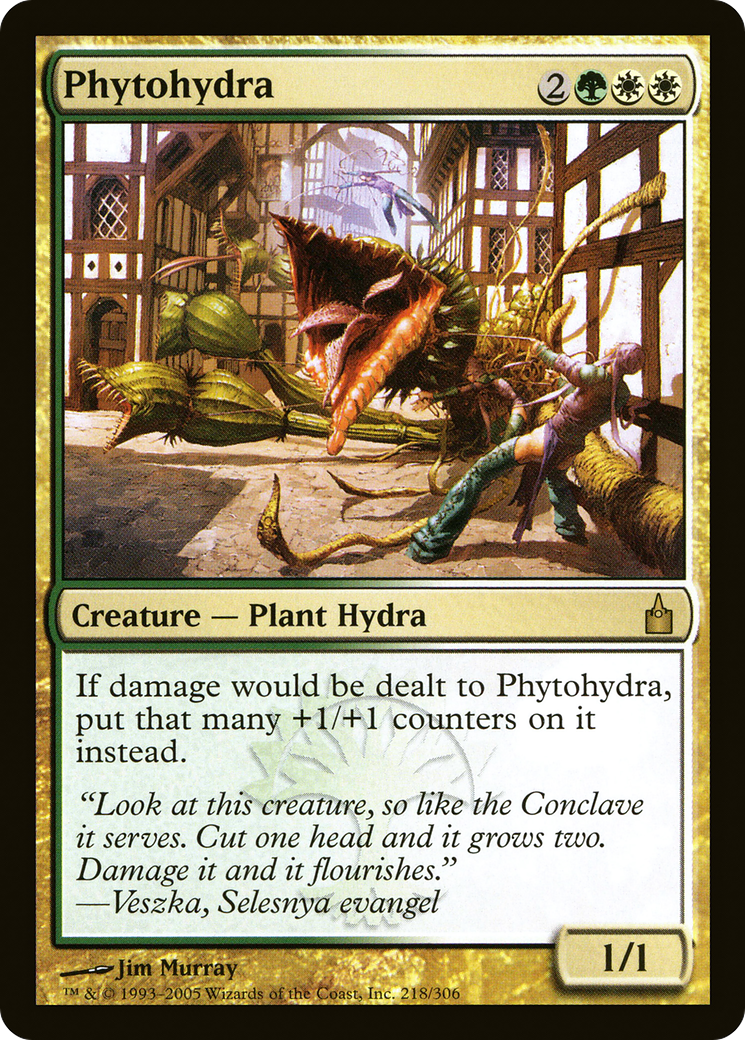 Phytohydra
2
Creature — Plant Hydra
If damage would be dealt to Phytohydra,
put that many +1/+1 counters on it
instead.
“Look at this creature, so like the Conclave
it serves. Cut one head and it grows two.
Damage it and it flourishes.”
—Veszka, Selesnya evangel
1/1
Jim Murray
™ & © 1993–2005 Wizards of the Coast, Inc. 218/306